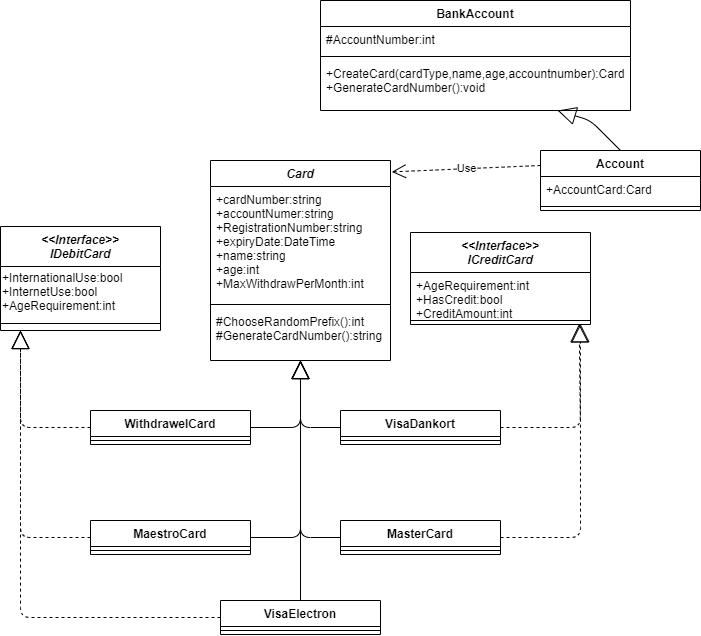 BankAccount
#AccountNumber:int
+CreateCard(cardType,name,age,accountnumber):Card
+GenerateCardNumber():void
Account
+AccountCard:Card
Use
Card
+cardNumber:string
+accountNumer:string
+RegistrationNumber:string
+expiryDate:DateTime
+name:string
+age:int
+MaxWithdrawPerMonth:int
#ChooseRandomPrefix():int
#GenerateCardNumber():string
<<Interface>>
IDebitCard
+InternationalUse:bool
+InternetUse:bool
+AgeRequirement:int
<<Interface>>
ICreditCard
+AgeRequirement:int
+HasCredit:bool
+CreditAmount:int
WithdrawelCard
VisaDankort
MaestroCard
MasterCard
VisaElectron